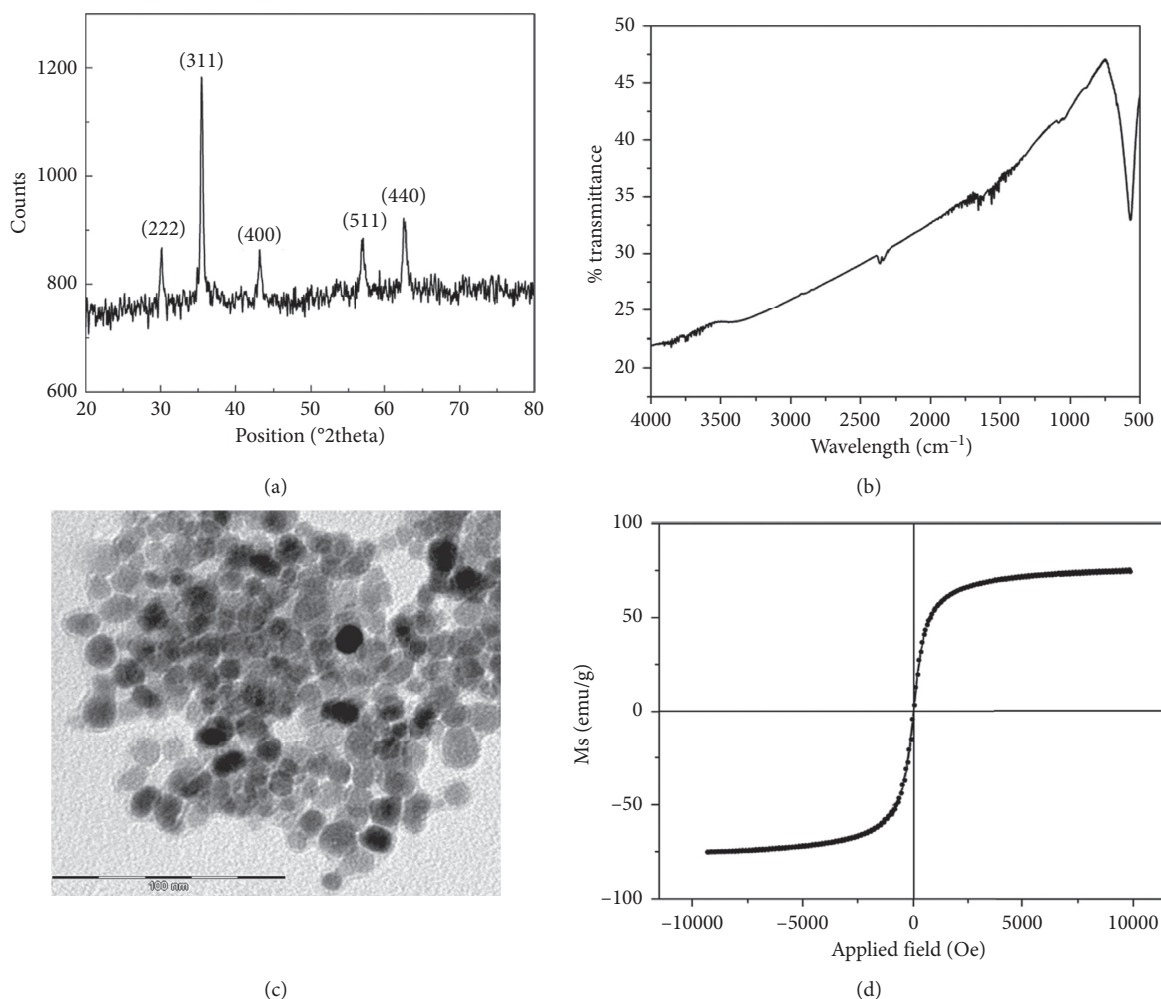 1200
1000
800
600
Counts
(222)
(311)
(400)
(511)
(440)
20 30 40 50 60 70 80
Position (°2theta)
(a)
50
45
40
35
30
25
20
% transmittance
4000 3500 3000 2500 2000 1500 1000 500
Wavelength (cm⁻¹)
(b)
100 nm
(c)
100
50
0
−50
−100
Ms (emu/g)
−10000 −5000 0 5000 10000
Applied field (Oe)
(d)